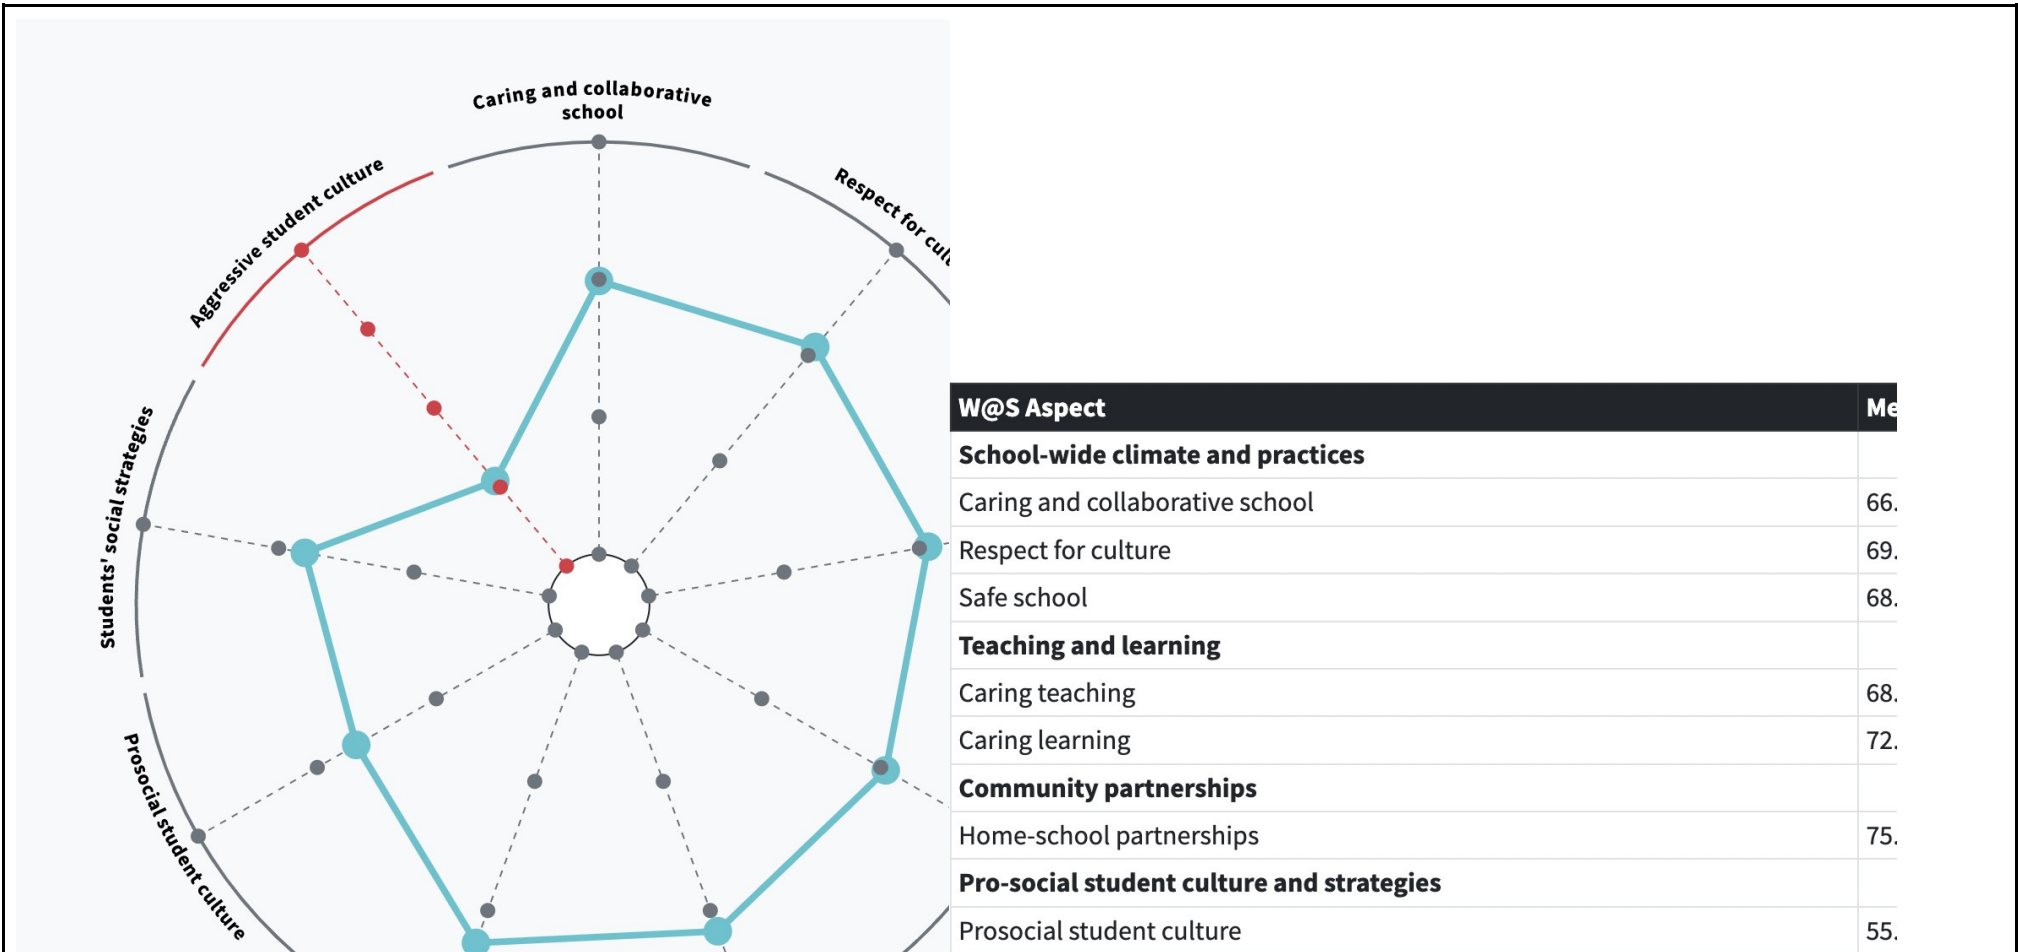 Caring and collaborative
school
Aggressive student culture
Respect for
Students' social strategies
Prosocial student culture
W@S Aspect
School-wide climate and practices
Caring and collaborative school 66.
Respect for culture 69.
Safe school 68.
Teaching and learning
Caring teaching 68.
Caring learning 72.
Community partnerships
Home-school partnerships 75.
Pro-social student culture and strategies
Prosocial student culture 55.